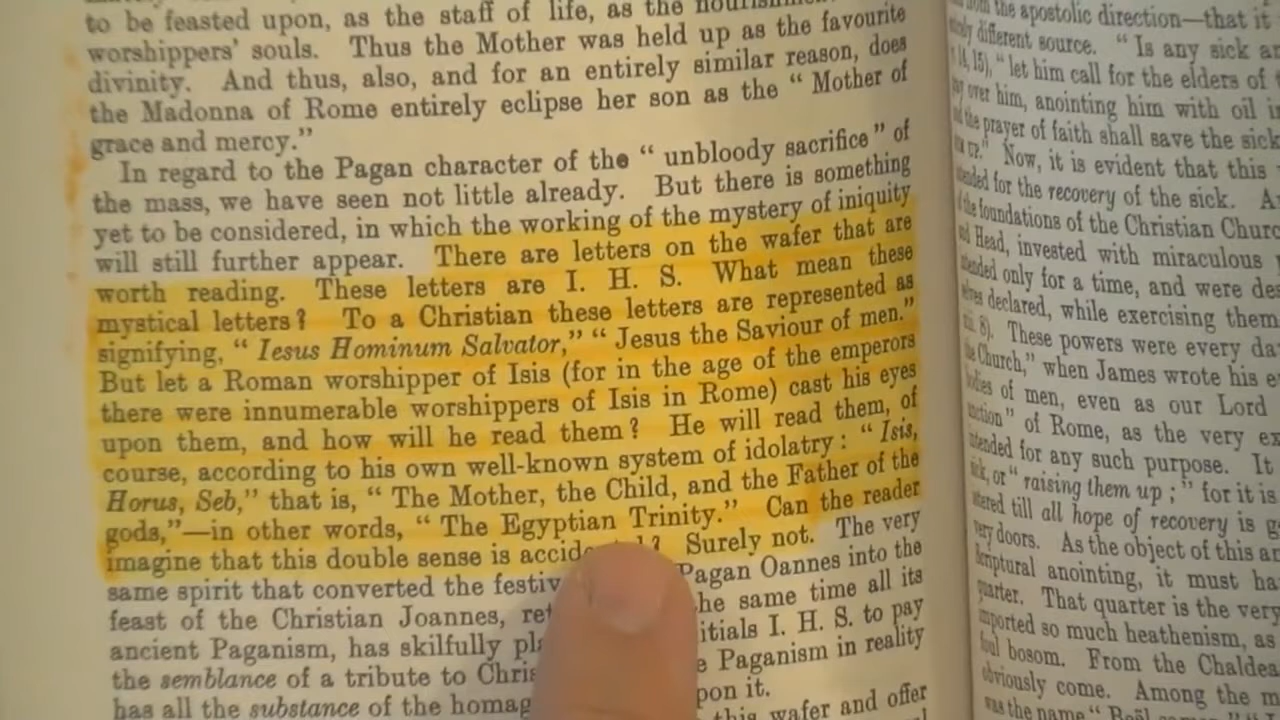 to be feasted upon, as the staff of life, as the nourishment
worshippers' souls. Thus the Mother was held up as the favourite
divinity. And thus, also, and for an entirely similar reason, does
the Madonna of Rome entirely eclipse her son as the " Mother of
grace and mercy."
In regard to the Pagan character of the " unbloody sacrifice " of
the mass, we have seen not little already. But there is something
yet to be considered, in which the working of the mystery of iniquity
will still further appear. There are letters on the wafer that are
worth reading. These letters are I. H. S. What mean these
mystical letters? To a Christian these letters are represented as
signifying, " Iesus Hominum Salvator," " Jesus the Saviour of men."
But let a Roman worshipper of Isis (for in the age of the emperors
there were innumerable worshippers of Isis in Rome) cast his eyes
upon them, and how will he read them? He will read them, of
course, according to his own well-known system of idolatry: " Isis,
Horus, Seb," that is, " The Mother, the Child, and the Father of the
gods,"—in other words, " The Egyptian Trinity." Can the reader
imagine that this double sense is Surely not. The very
same spirit that converted the Pagan Oannes into the
feast of the Christian Joannes, the same time all its
ancient Paganism, has skilfully I. H. S. to pay
the semblance of a tribute to Paganism in reality
has all the substance of the upon it.
this wafer and offer
the apostolic direction—that it
different source. " Is any sick
14, 15), " let him call for the elders of
over him, anointing him with oil
the prayer of faith shall save the sick
up." Now, it is evident that this
for the recovery of the sick.
the foundations of the Christian
Head, invested with miraculous
only for a time, and were
declared, while exercising them
8). These powers were every
Church," when James wrote his
of men, even as our Lord
of Rome, as the very
for any such purpose. It
or " raising them up ; " for it is
till all hope of recovery is
doors. As the object of this
anointing, it must
quarter. That quarter is the very
so much heathenism, as
bosom. From the
obviously come. Among the
was the name